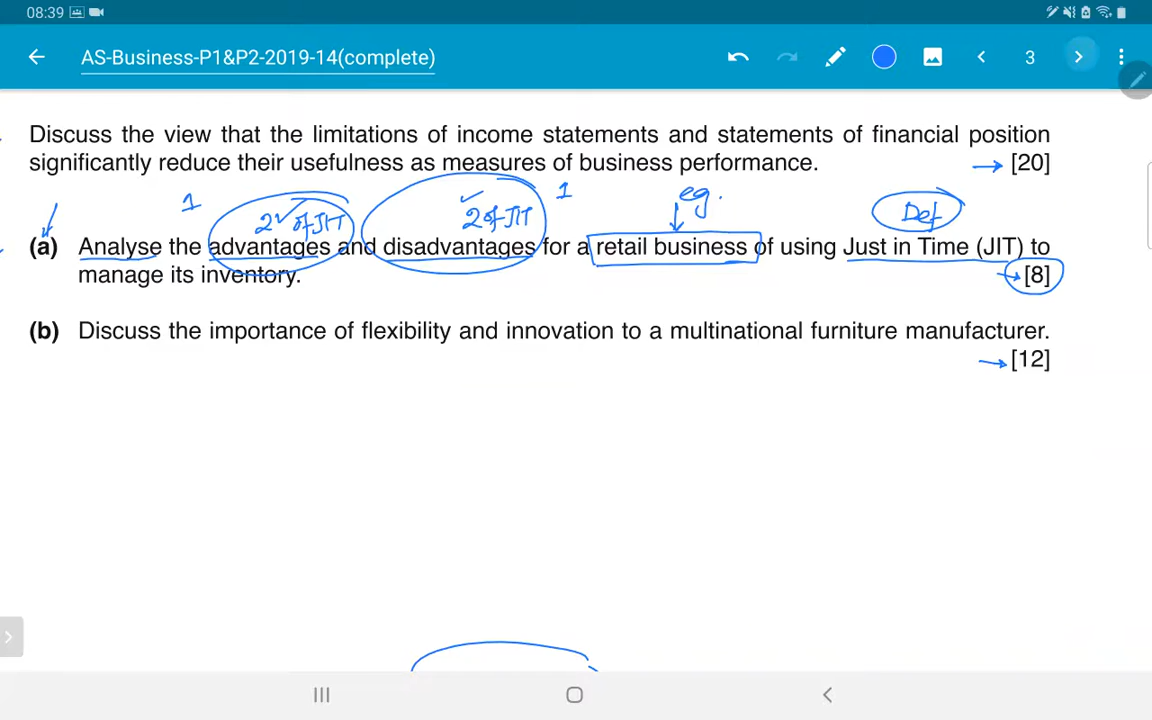 08:39
AS-Business-P1&P2-2019-14(complete)
3
Discuss the view that the limitations of income statements and statements of financial position
significantly reduce their usefulness as measures of business performance.
[20]
1
2 of JIT
2 of JIT
1
eg.
Def
(a) Analyse the advantages and disadvantages for a retail business of using Just in Time (JIT) to
manage its inventory.
[8]
(b) Discuss the importance of flexibility and innovation to a multinational furniture manufacturer.
[12]